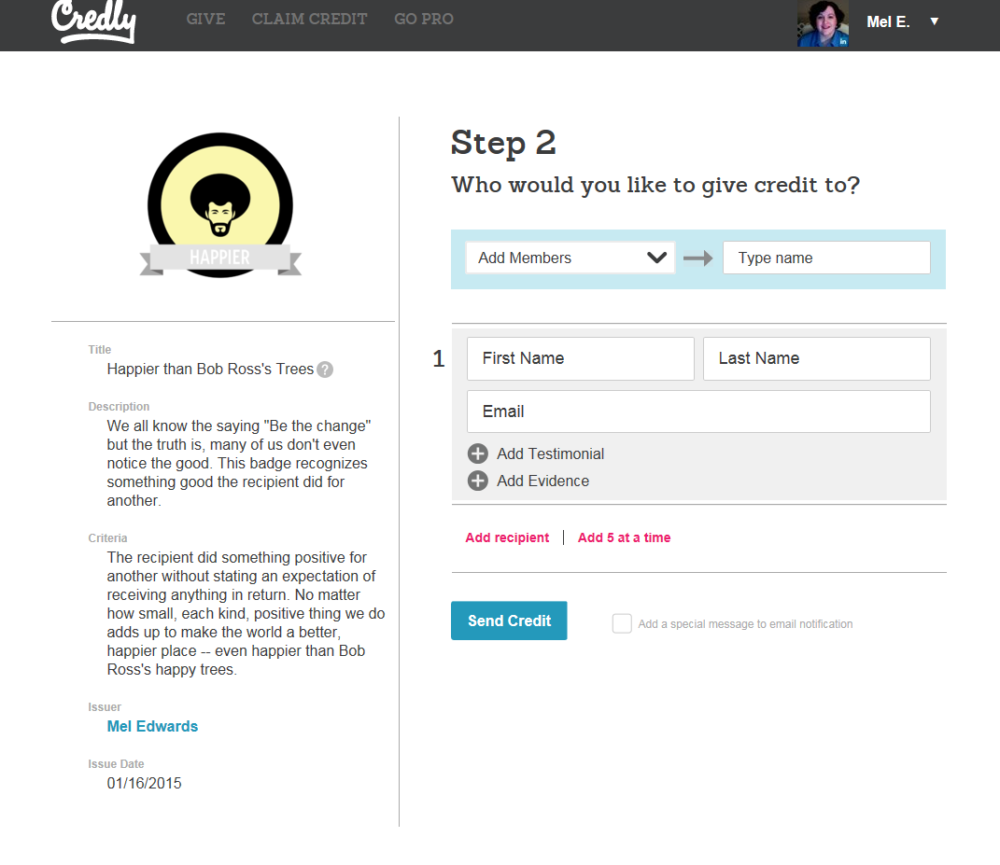 Credly GIVE CLAIM CREDIT GO PRO Mel E. ▼
in
HAPPIER
Title
Happier than Bob Ross's Trees ?
Description
We all know the saying "Be the change"
but the truth is, many of us don't even
notice the good. This badge recognizes
something good the recipient did for
another.
Criteria
The recipient did something positive for
another without stating an expectation of
receiving anything in return. No matter
how small, each kind, positive thing we do
adds up to make the world a better,
happier place -- even happier than Bob
Ross's happy trees.
Issuer
Mel Edwards
Issue Date
01/16/2015
Step 2
Who would you like to give credit to?
Add Members Type name
1 First Name Last Name
Email
Add Testimonial
Add Evidence
Add recipient | Add 5 at a time
Send Credit Add a special message to email notification